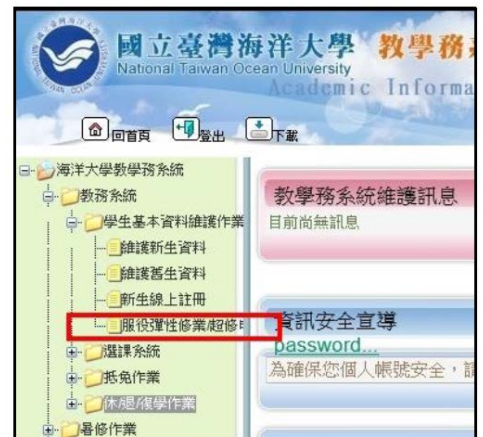 國立臺灣海洋大學 教學務
National Taiwan Ocean University
Academic Informa
回首頁 登出 下載
海洋大學教學務系統
教務系統
學生基本資料維護作業
維護新生資料
維護舊生資料
新生線上註冊
服役彈性修業/超修
選課系統
抵免作業
休/退/復學作業
暑修作業
教學務系統維護訊息
目前尚無訊息
資訊安全宣導
password...
為確保您個人帳號安全，